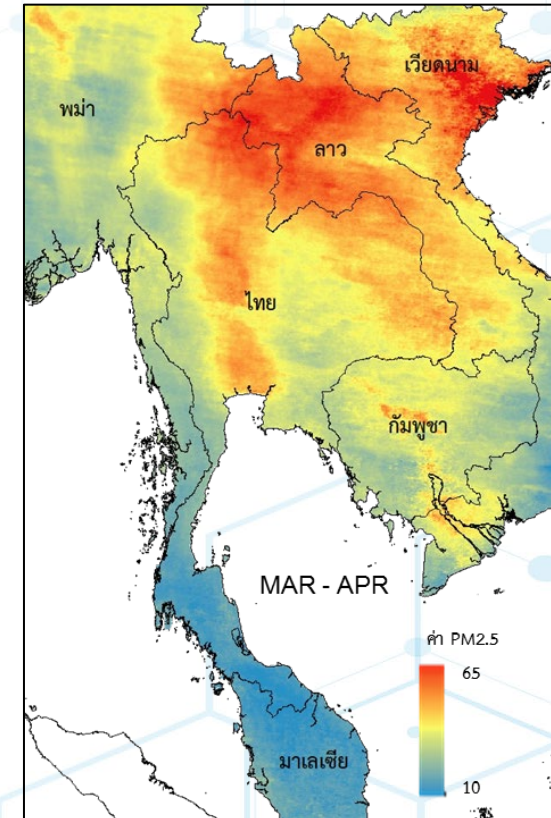 เวียดนาม
พม่า
ลาว
ไทย
กัมพูชา
MAR - APR
ค่า PM2.5
65
10
มาเลเซีย